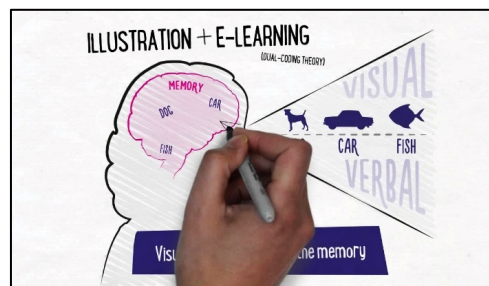 ILLUSTRATION + E-LEARNING
(DUAL-CODING THEORY)
MEMORY
DOG
CAR
FISH
VISUAL
CAR FISH
VERBAL
Visu the memory